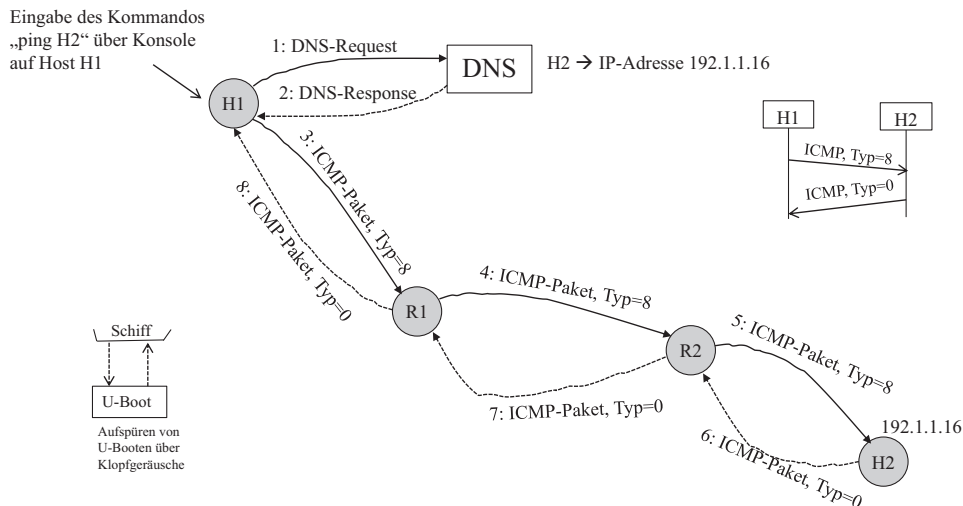 Eingabe des Kommandos
„ping H2“ über Konsole
auf Host H1
1: DNS-Request
DNS
H2 → IP-Adresse 192.1.1.16
2: DNS-Response
H1
H1
H2
ICMP, Typ=8
ICMP, Typ=0
3: ICMP-Paket, Typ=8
8: ICMP-Paket, Typ=0
4: ICMP-Paket, Typ=8
R1
5: ICMP-Paket, Typ=8
R2
Schiff
U-Boot
7: ICMP-Paket, Typ=0
192.1.1.16
6: ICMP-Paket, Typ=0
H2
Aufspüren von
U-Booten über
Klopfgeräusche